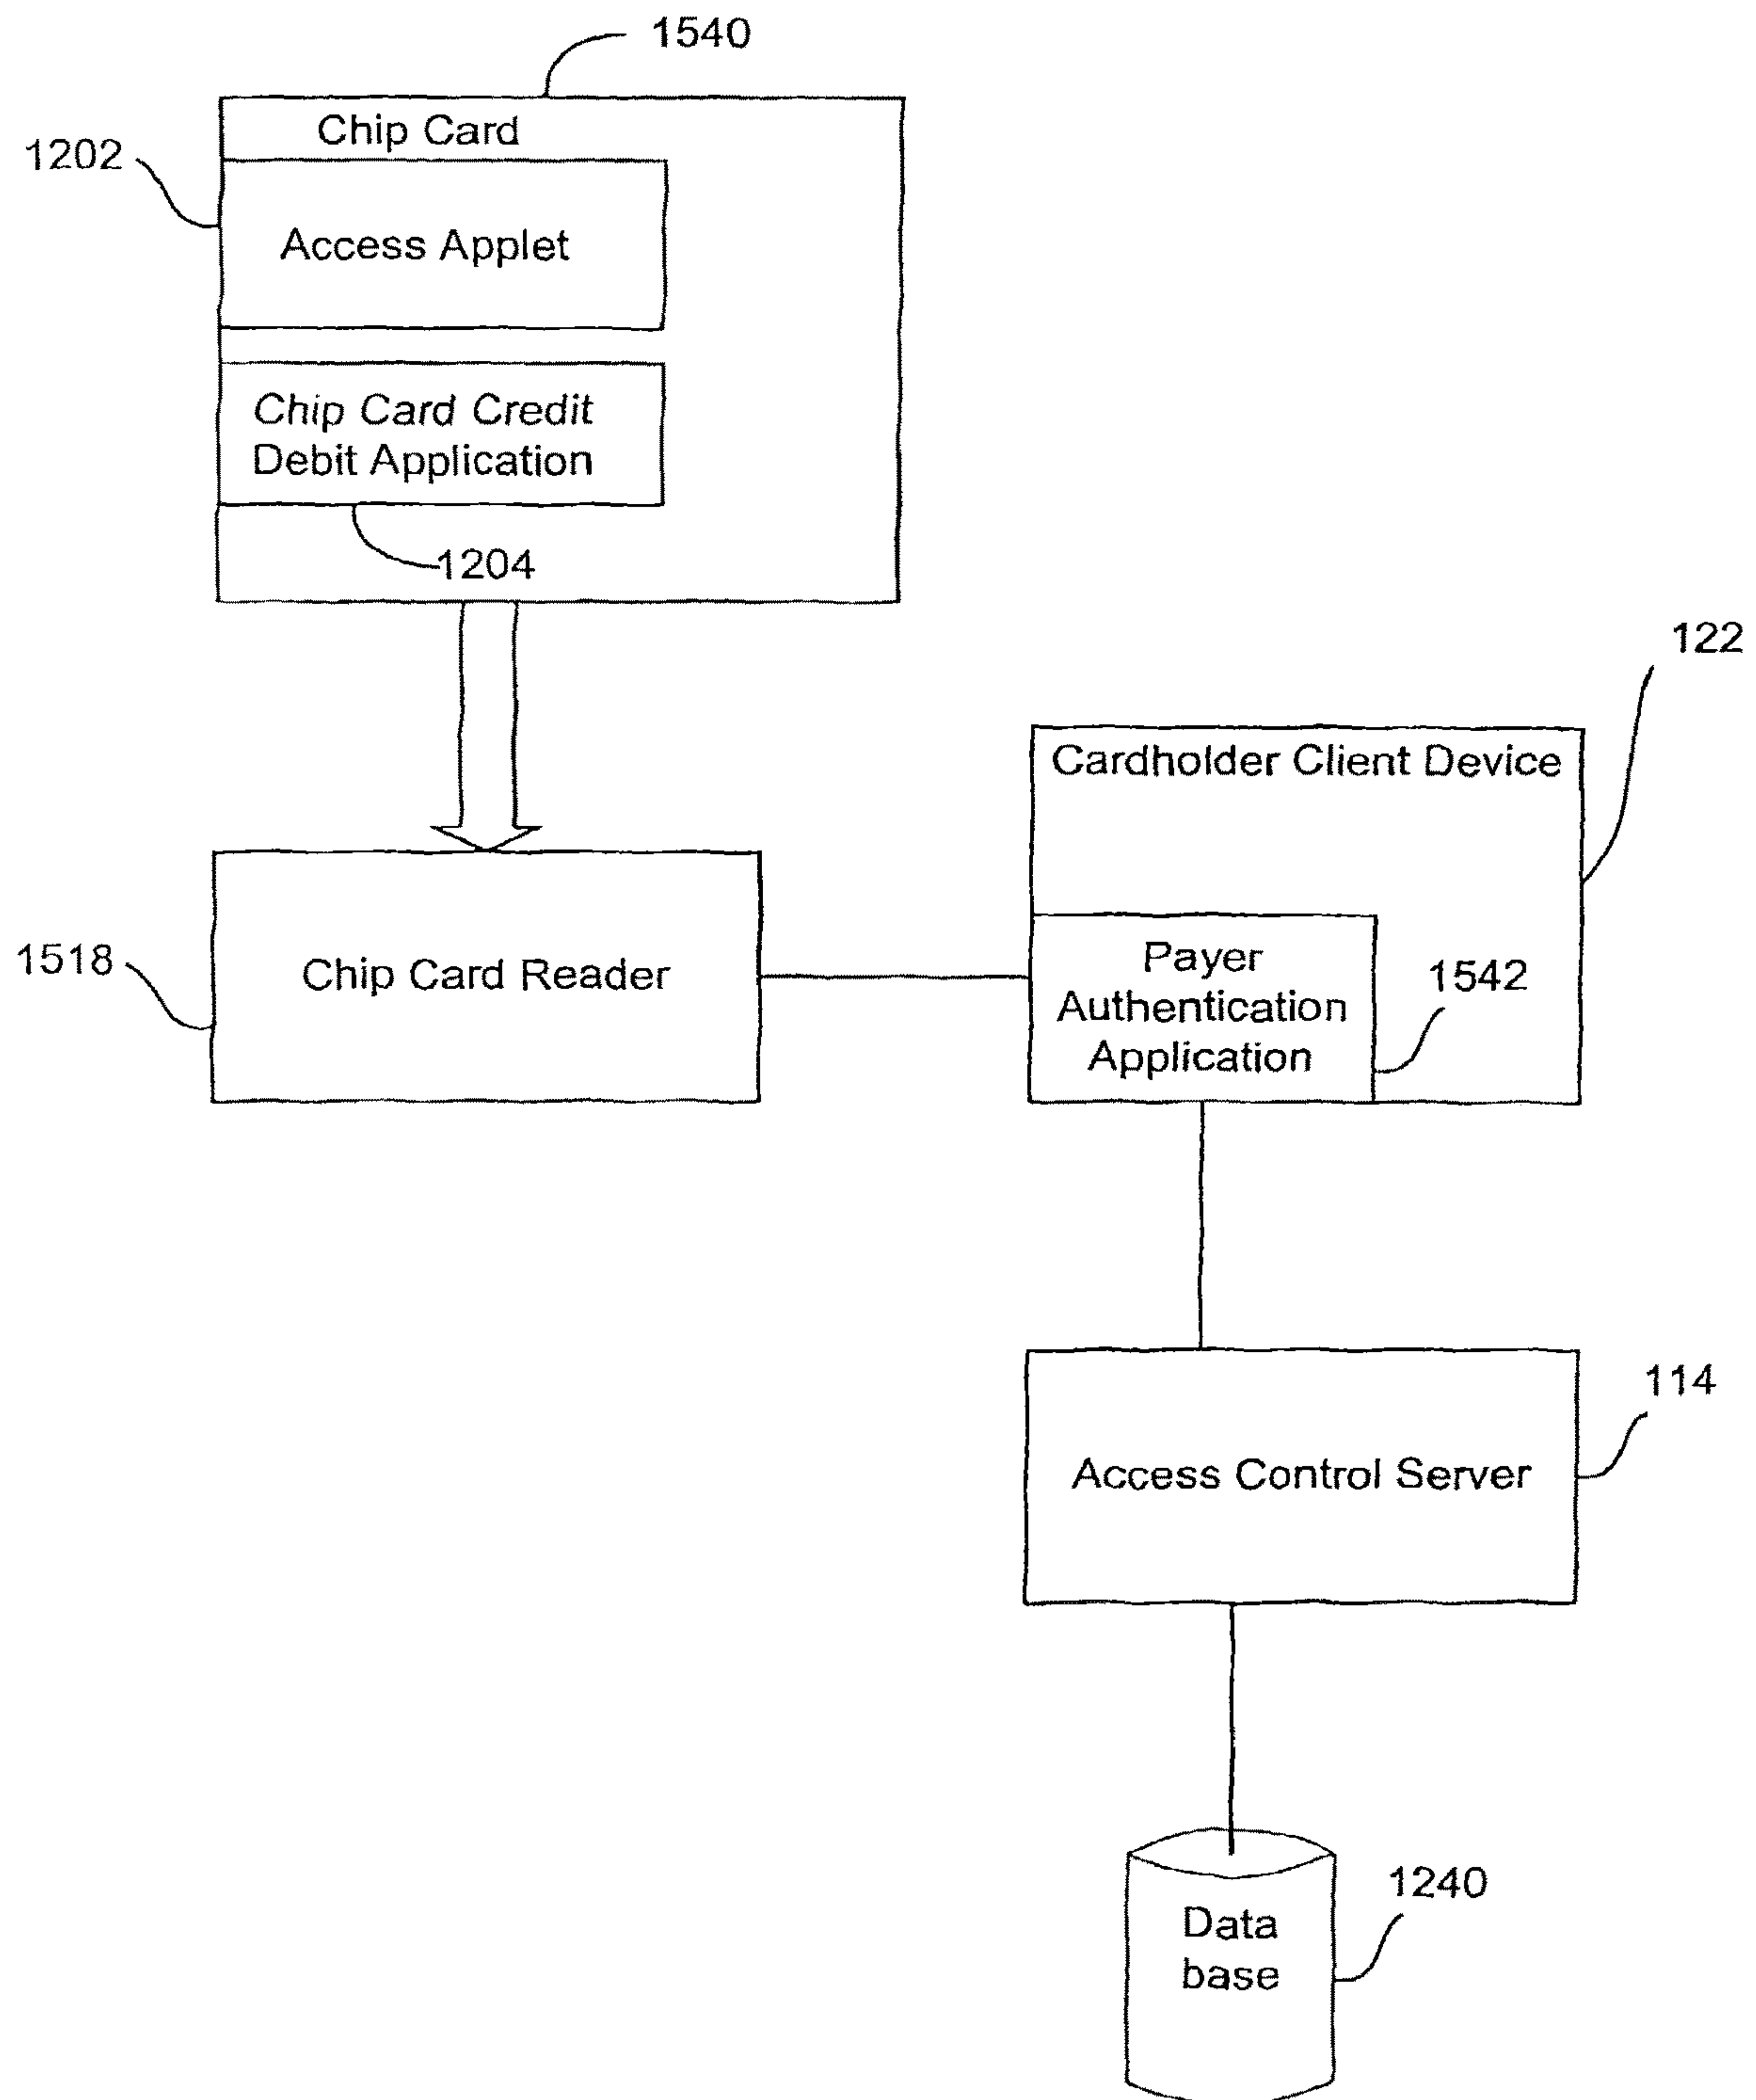 1540
Chip Card
1202
Access Applet
Chip Card Credit
Debit Application
1204
122
Cardholder Client Device
1518
Chip Card Reader
Payer
Authentication
Application
1542
114
Access Control Server
1240
Data
base